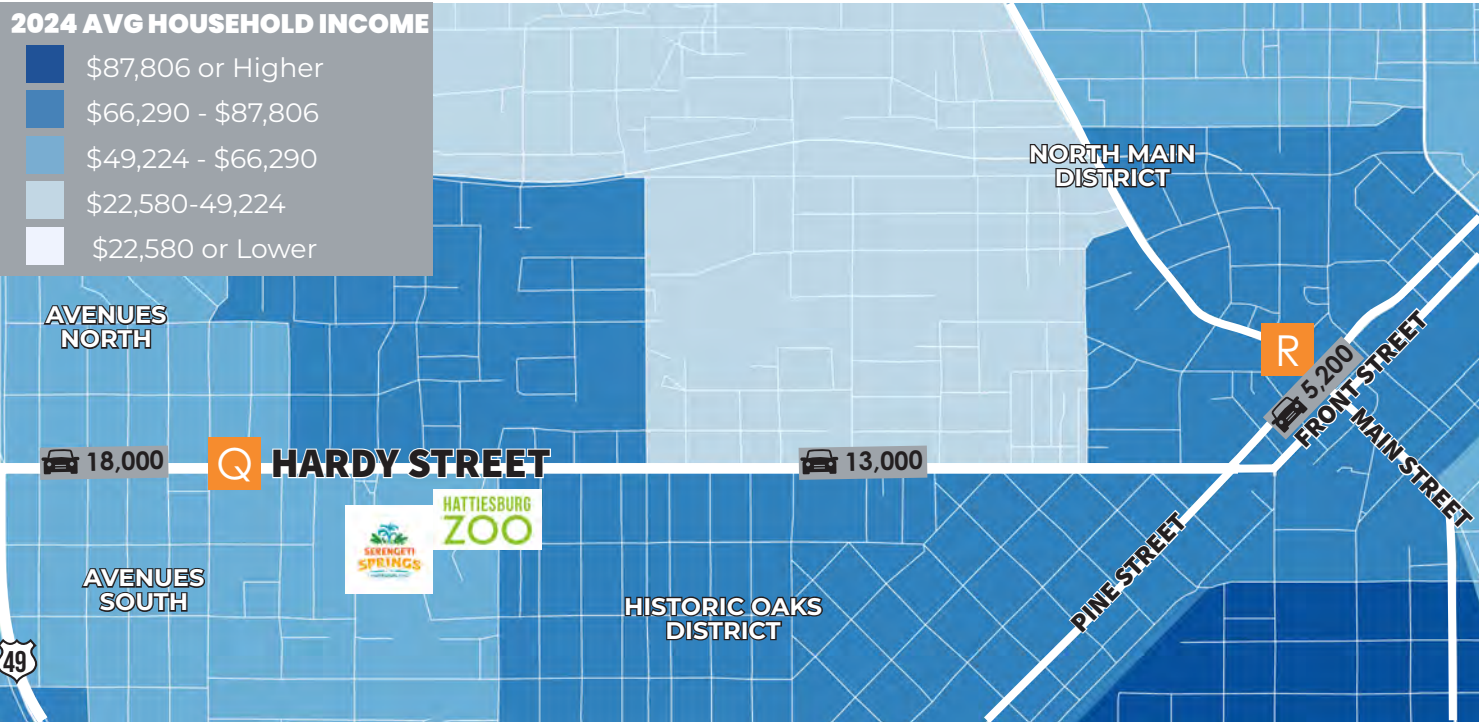 2024 AVG HOUSEHOLD INCOME
$87,806 or Higher
$66,290 - $87,806
$49,224 - $66,290
$22,580-49,224
$22,580 or Lower
NORTH MAIN
DISTRICT
AVENUES
NORTH
R
5,200
FRONT STREET
MAIN STREET
18,000
Q
HARDY STREET
13,000
HATTIESBURG
ZOO
SERENGETI
SPRINGS
PINE STREET
AVENUES
SOUTH
HISTORIC OAKS
DISTRICT
49